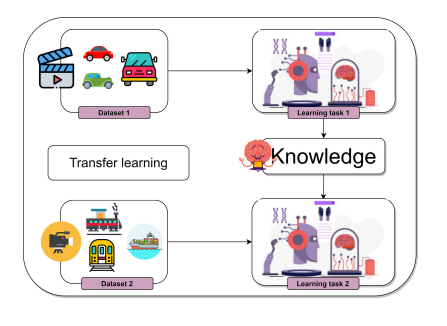 Dataset 1
Learning task 1
Transfer learning
Knowledge
Dataset 2
Learning task 2